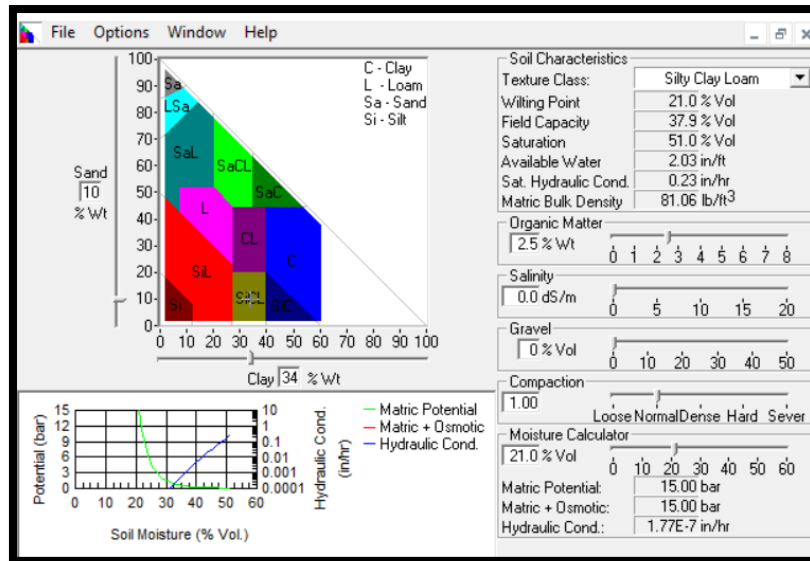 File Options Window Help
C - Clay
L - Loam
Sa - Sand
Si - Silt
100
90
80
70
60
50
40
30
20
10
0
Sand
10
% Wt
Sa
LSa
SaL
SaCL
SaC
L
CL
C
SiL
SiCL
Si
SiC
0 10 20 30 40 50 60 70 80 90 100
Clay 34 % Wt
Soil Characteristics
Texture Class: Silty Clay Loam
Wilting Point 21.0 % Vol
Field Capacity 37.9 % Vol
Saturation 51.0 % Vol
Available Water 2.03 in/ft
Sat. Hydraulic Cond. 0.23 in/hr
Matric Bulk Density 81.06 lb/ft3
Organic Matter
2.5 % Wt
0 1 2 3 4 5 6 7 8
Salinity
0.0 dS/m
0 5 10 15 20
Gravel
0 % Vol
0 10 20 30 40 50
Compaction
1.00
Loose Normal Dense Hard Sever
Moisture Calculator
21.0 % Vol
0 10 20 30 40 50 60
Matric Potential: 15.00 bar
Matric + Osmotic: 15.00 bar
Hydraulic Cond.: 1.77E-7 in/hr
Potential (bar)
15
12
9
6
3
0
0 10 20 30 40 50 60
Soil Moisture (% Vol.)
10
1
0.1
0.01
0.001
0.0001
Hydraulic Cond.
(in/hr)
Matric Potential
Matric + Osmotic
Hydraulic Cond.